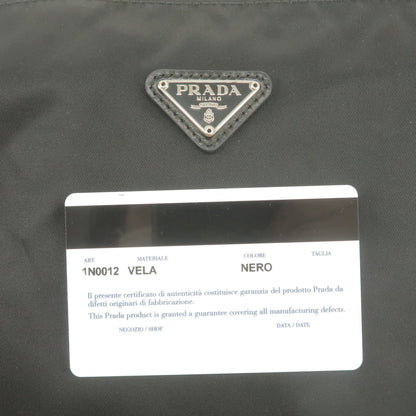 PRADA
MILANO
ART MATERIALE COLORE TAGLIA
1N0012 VELA NERO
Il presente certificato di autenticità costituisce garanzia del prodotto Prada da
difetti originari di fabbricazione.
This Prada product is granted a guarantee covering all manufacturing defects.
NEGOZIO / SHOP DATA / DATE